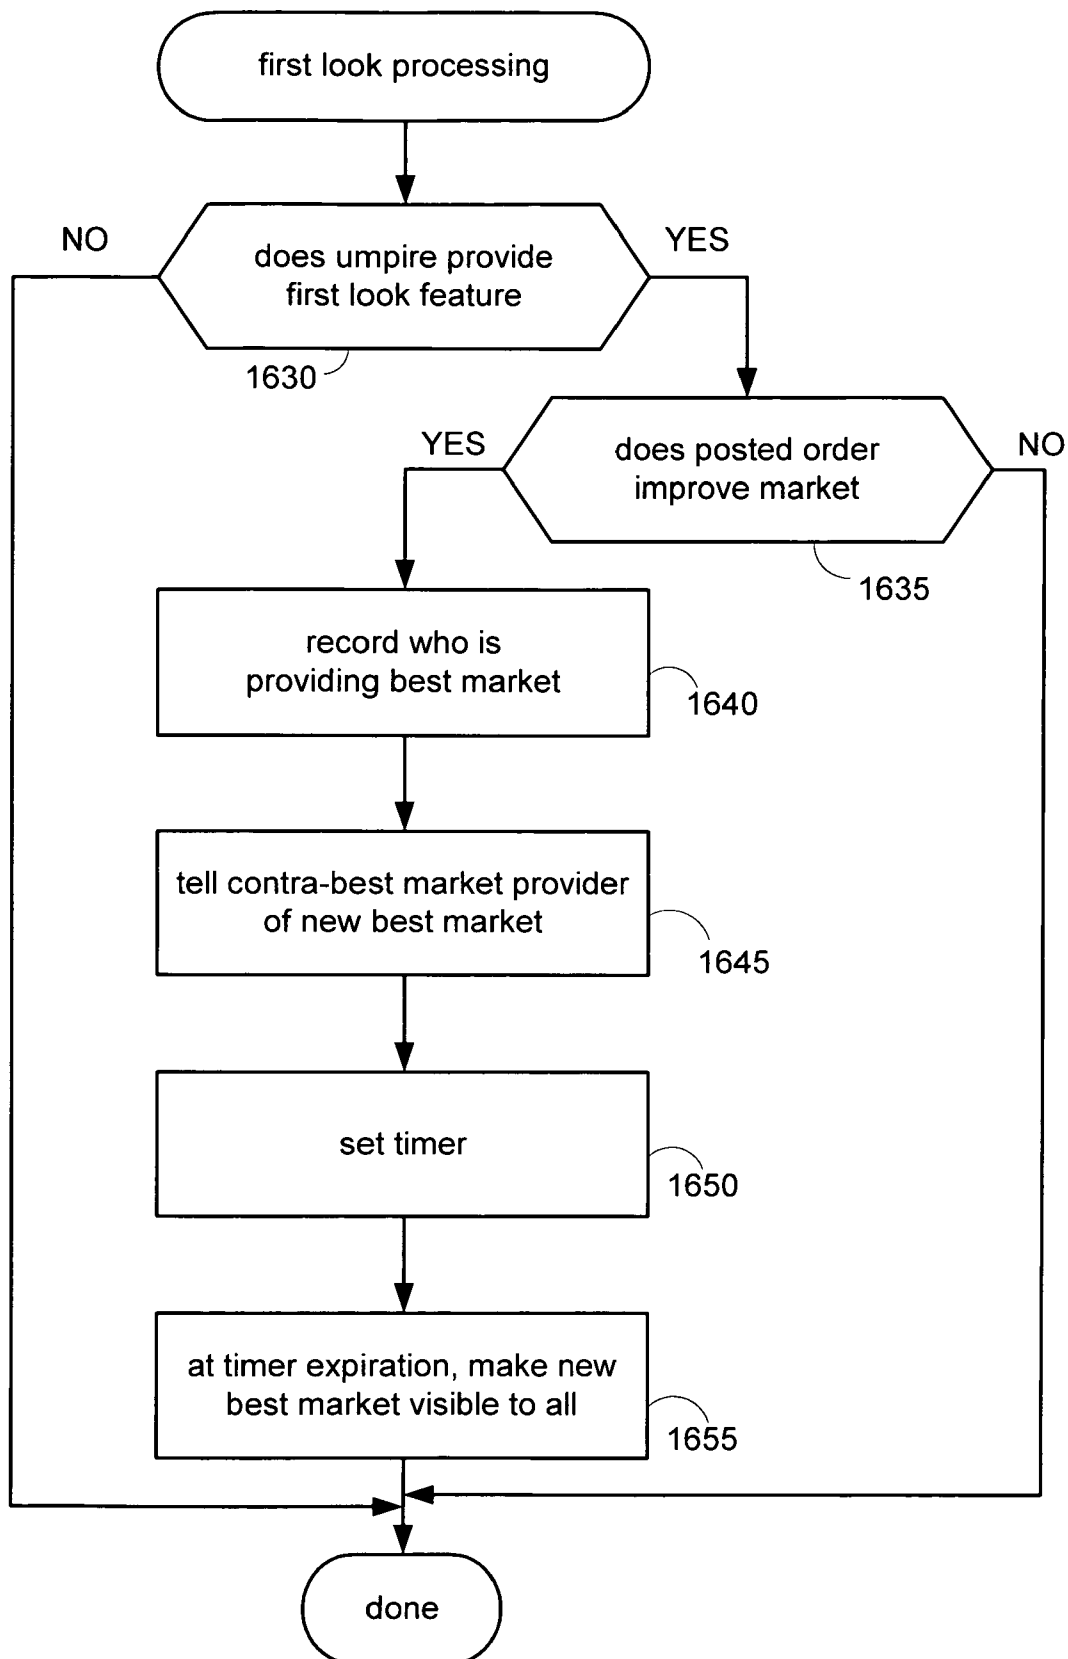 first look processing
NO
YES
does umpire provide
first look feature
1630
YES
NO
does posted order
improve market
1635
record who is
providing best market
1640
tell contra-best market provider
of new best market
1645
set timer
1650
at timer expiration, make new
best market visible to all
1655
done